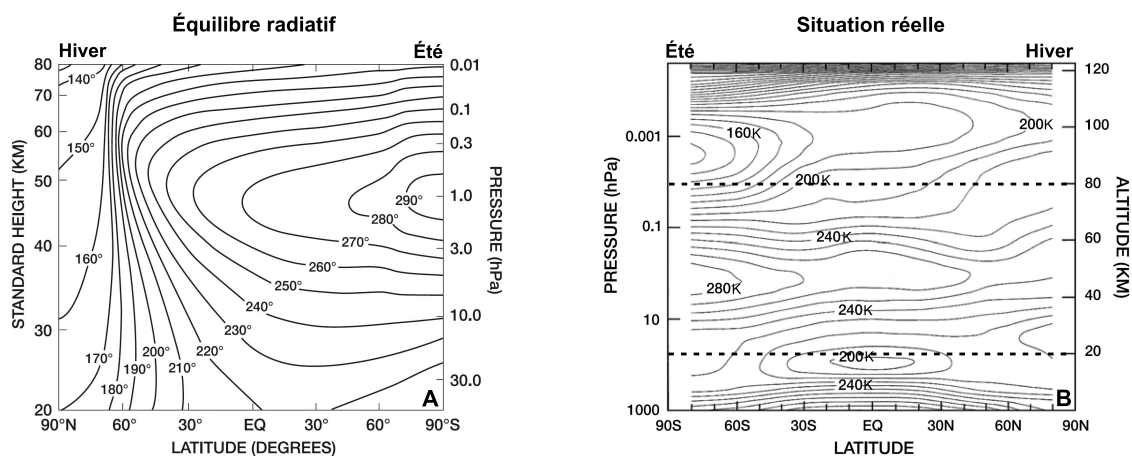 Équilibre radiatif
Hiver
Été
80
70
60
50
40
30
20
STANDARD HEIGHT (KM)
140°
150°
160°
170°
180°
190°
200°
210°
220°
230°
240°
250°
260°
270°
280°
290°
0.01
0.1
0.3
1.0
3.0
10.0
30.0
PRESSURE (hPa)
A
90°N
60°
30°
EQ
30°
60°
90°S
LATITUDE (DEGREES)
Situation réelle
Été
Hiver
0.001
0.1
10
1000
PRESSURE (hPa)
160K
200K
200K
240K
280K
240K
200K
240K
120
100
80
60
40
20
ALTITUDE (KM)
B
90S
60S
30S
EQ
30N
60N
90N
LATITUDE